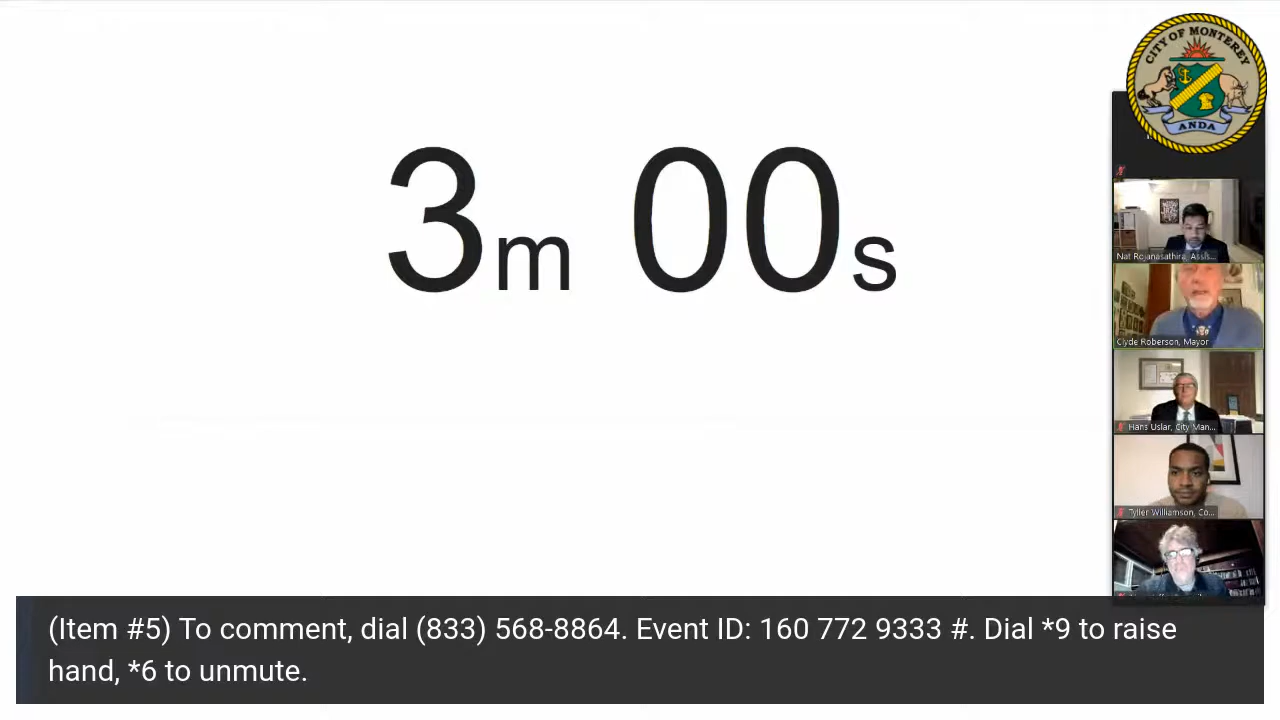 3m 00s
CITY OF MONTEREY
ANDA
Nat Rojanasathira, Assis...
Clyde Roberson, Mayor
Hans Uslar, City Man...
Tyller Williamson, Co...
(Item #5) To comment, dial (833) 568-8864. Event ID: 160 772 9333 #. Dial *9 to raise
hand, *6 to unmute.